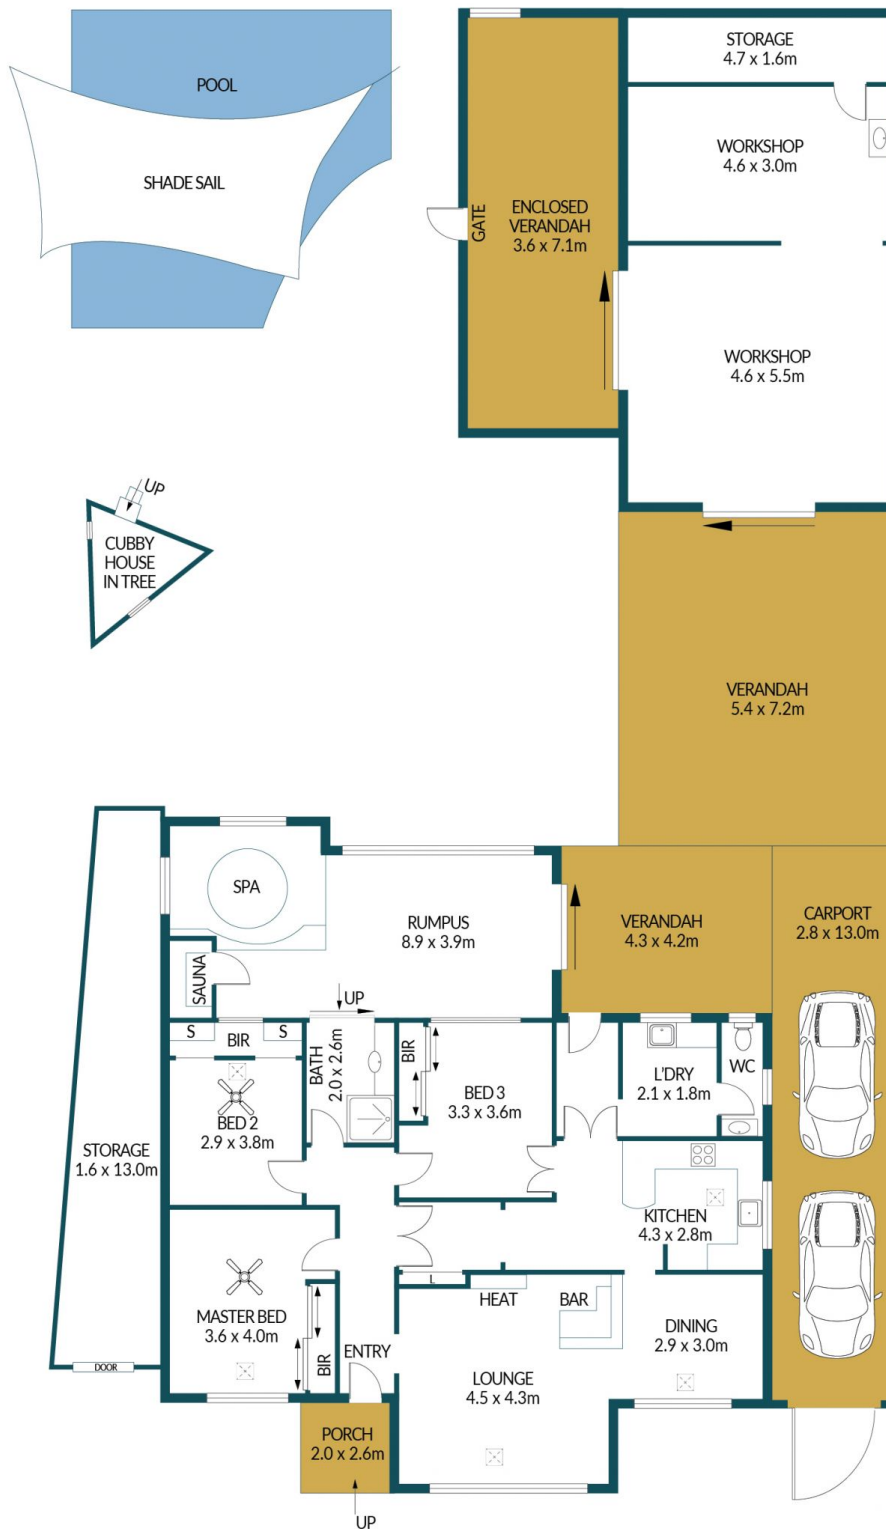 POOL
SHADE SAIL
STORAGE
4.7 x 1.6m
WORKSHOP
4.6 x 3.0m
ENCLOSED
VERANDAH
3.6 x 7.1m
GATE
WORKSHOP
4.6 x 5.5m
UP
CUBBY
HOUSE
IN TREE
VERANDAH
5.4 x 7.2m
SPA
RUMPUS
8.9 x 3.9m
VERANDAH
4.3 x 4.2m
CARPORT
2.8 x 13.0m
SAUNA
UP
S
BIR
S
BATH
2.0 x 2.6m
BIR
BED 3
3.3 x 3.6m
L'DRY
2.1 x 1.8m
WC
BED 2
2.9 x 3.8m
STORAGE
1.6 x 13.0m
KITCHEN
4.3 x 2.8m
L
HEAT
BAR
MASTER BED
3.6 x 4.0m
BIR
ENTRY
LOUNGE
4.5 x 4.3m
DINING
2.9 x 3.0m
DOOR
PORCH
2.0 x 2.6m
UP